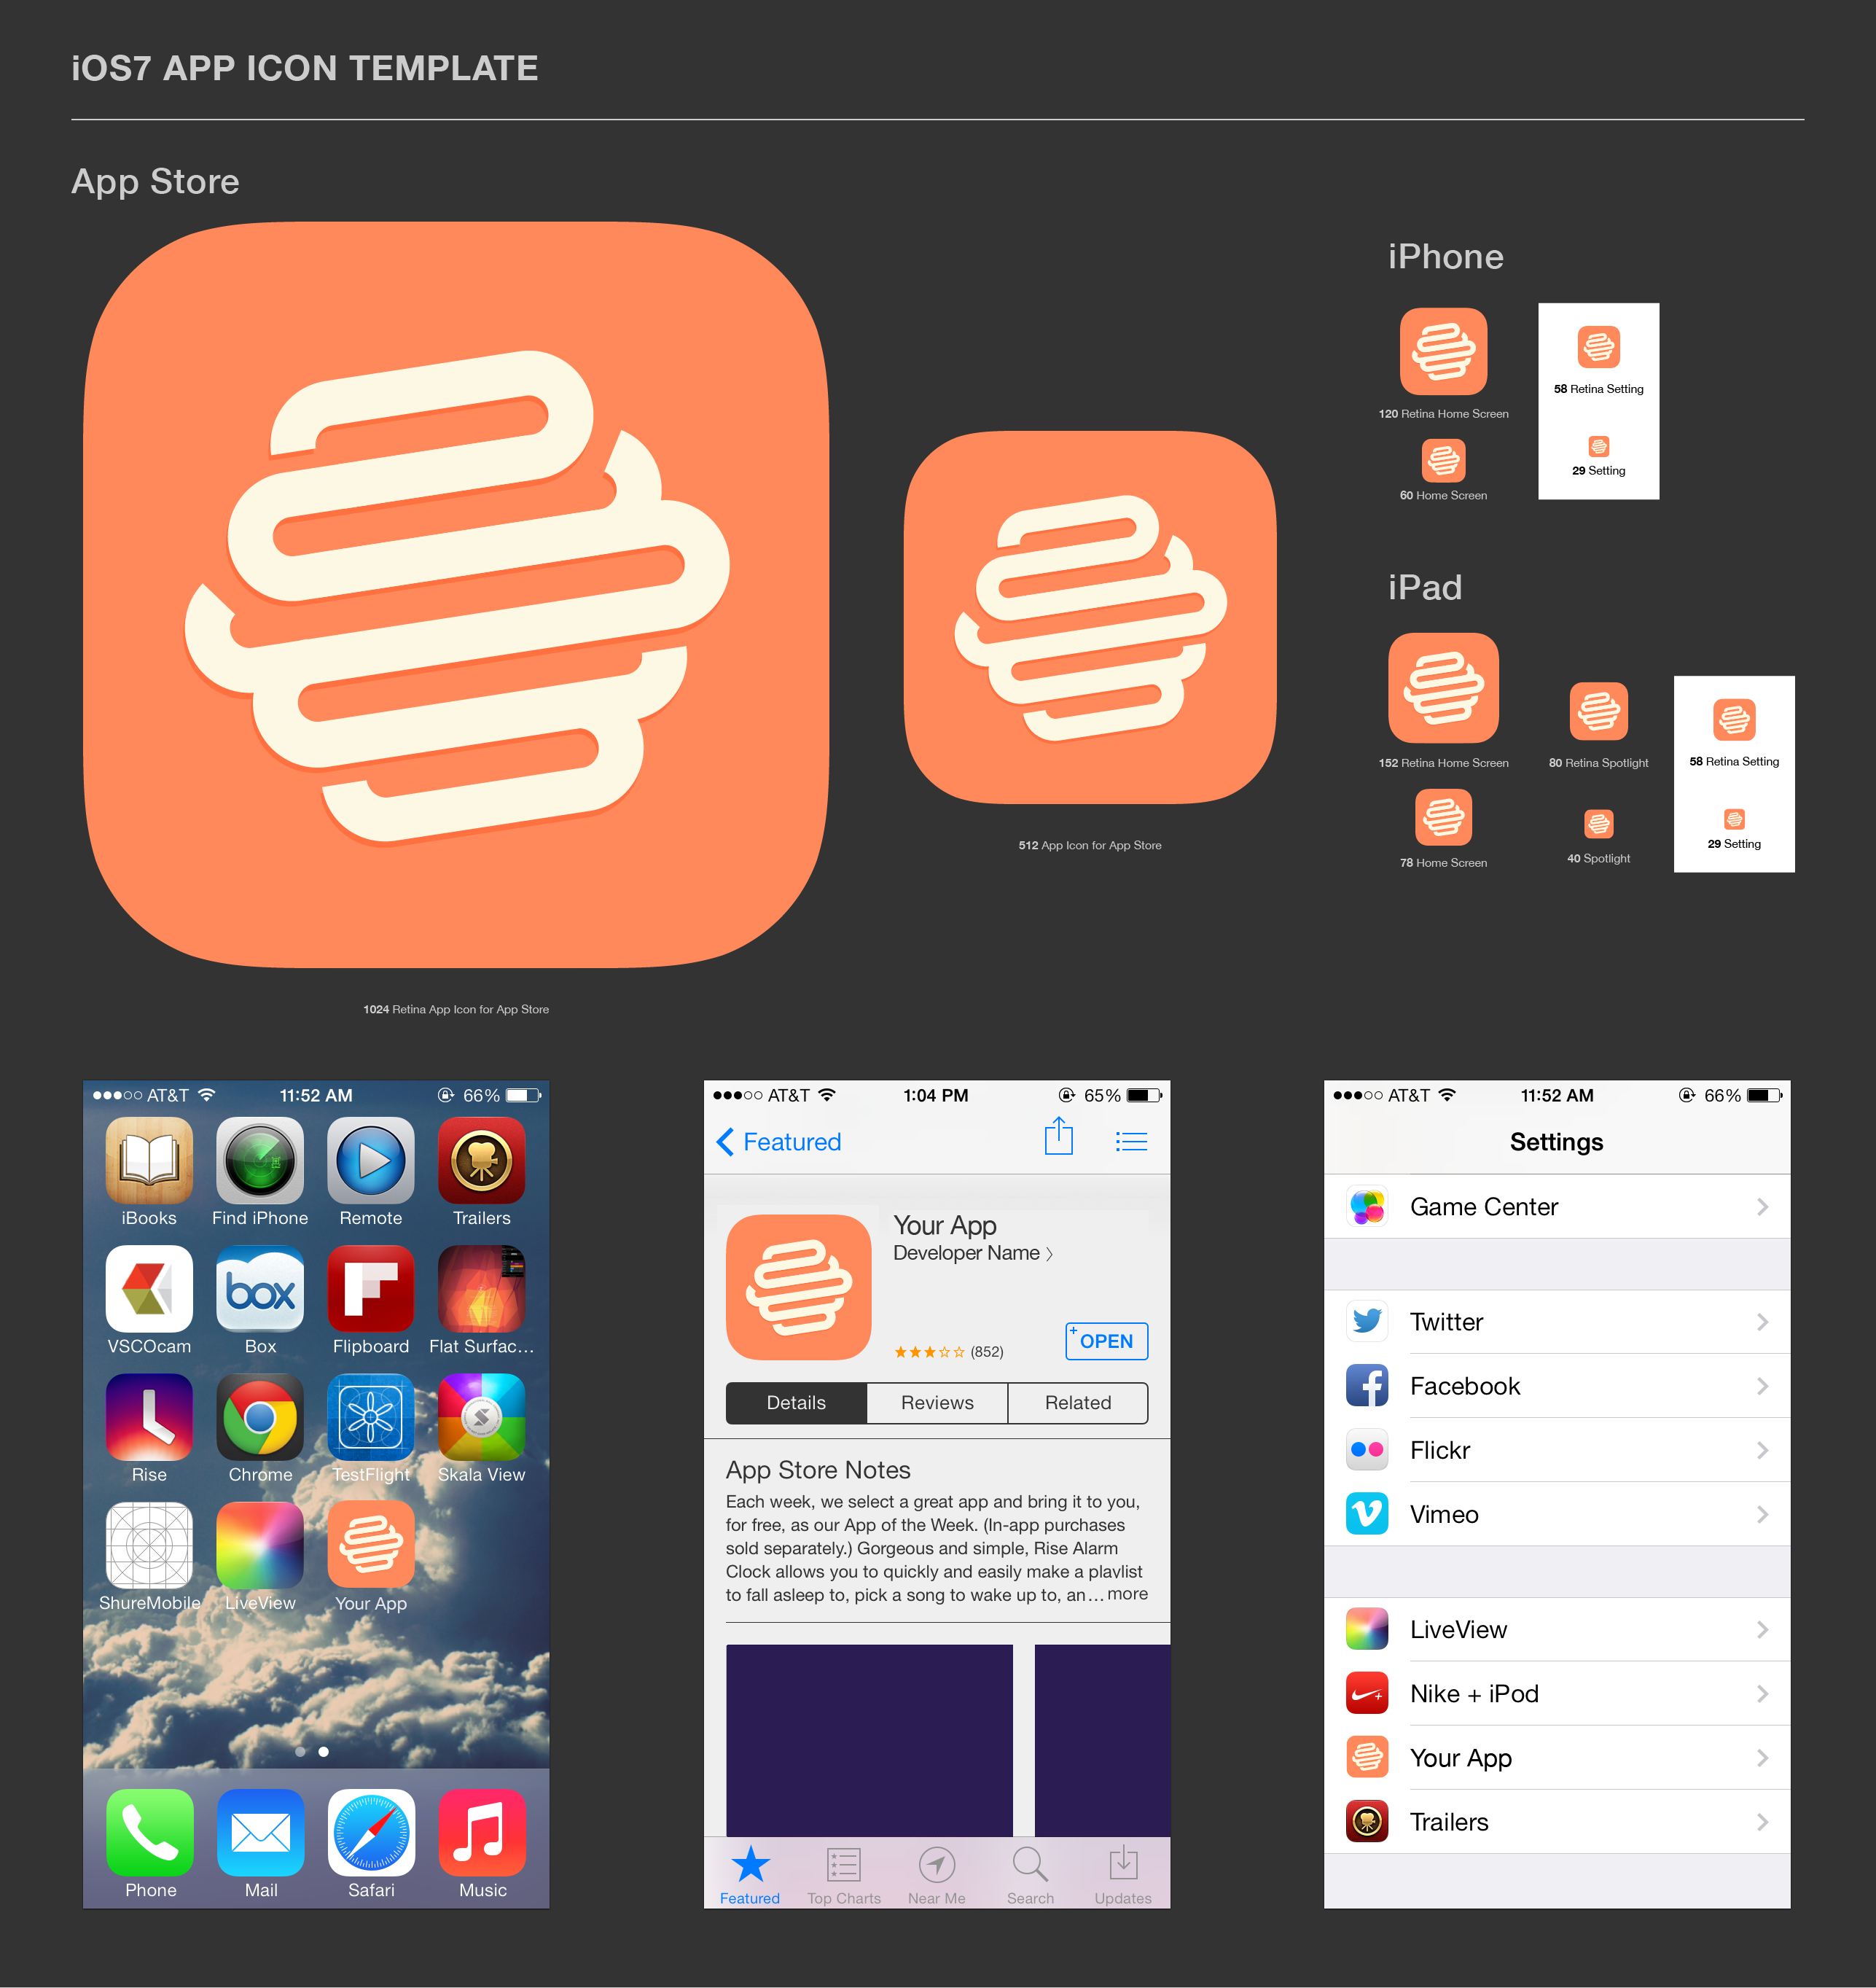 iOS7 APP ICON TEMPLATE
App Store
1024 Retina App Icon for App Store
512 App Icon for App Store
iPhone
120 Retina Home Screen
58 Retina Setting
60 Home Screen
29 Setting
iPad
152 Retina Home Screen
80 Retina Spotlight
58 Retina Setting
78 Home Screen
40 Spotlight
29 Setting
AT&T 11:52 AM 66%
iBooks Find iPhone Remote Trailers
box
VSCOcam Box Flipboard Flat Surfac...
Rise Chrome TestFlight Skala View
ShureMobile LiveView Your App
Phone Mail Safari Music
AT&T 1:04 PM 65%
Featured
Your App
Developer Name
(852)
+ OPEN
Details Reviews Related
App Store Notes
Each week, we select a great app and bring it to you,
for free, as our App of the Week. (In-app purchases
sold separately.) Gorgeous and simple, Rise Alarm
Clock allows you to quickly and easily make a playlist
to fall asleep to, pick a song to wake up to, an... more
Featured Top Charts Near Me Search Updates
AT&T 11:52 AM 66%
Settings
Game Center
Twitter
Facebook
Flickr
Vimeo
LiveView
Nike + iPod
Your App
Trailers